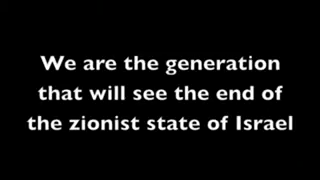 We are the generation
that will see the end of
the zionist state of Israel